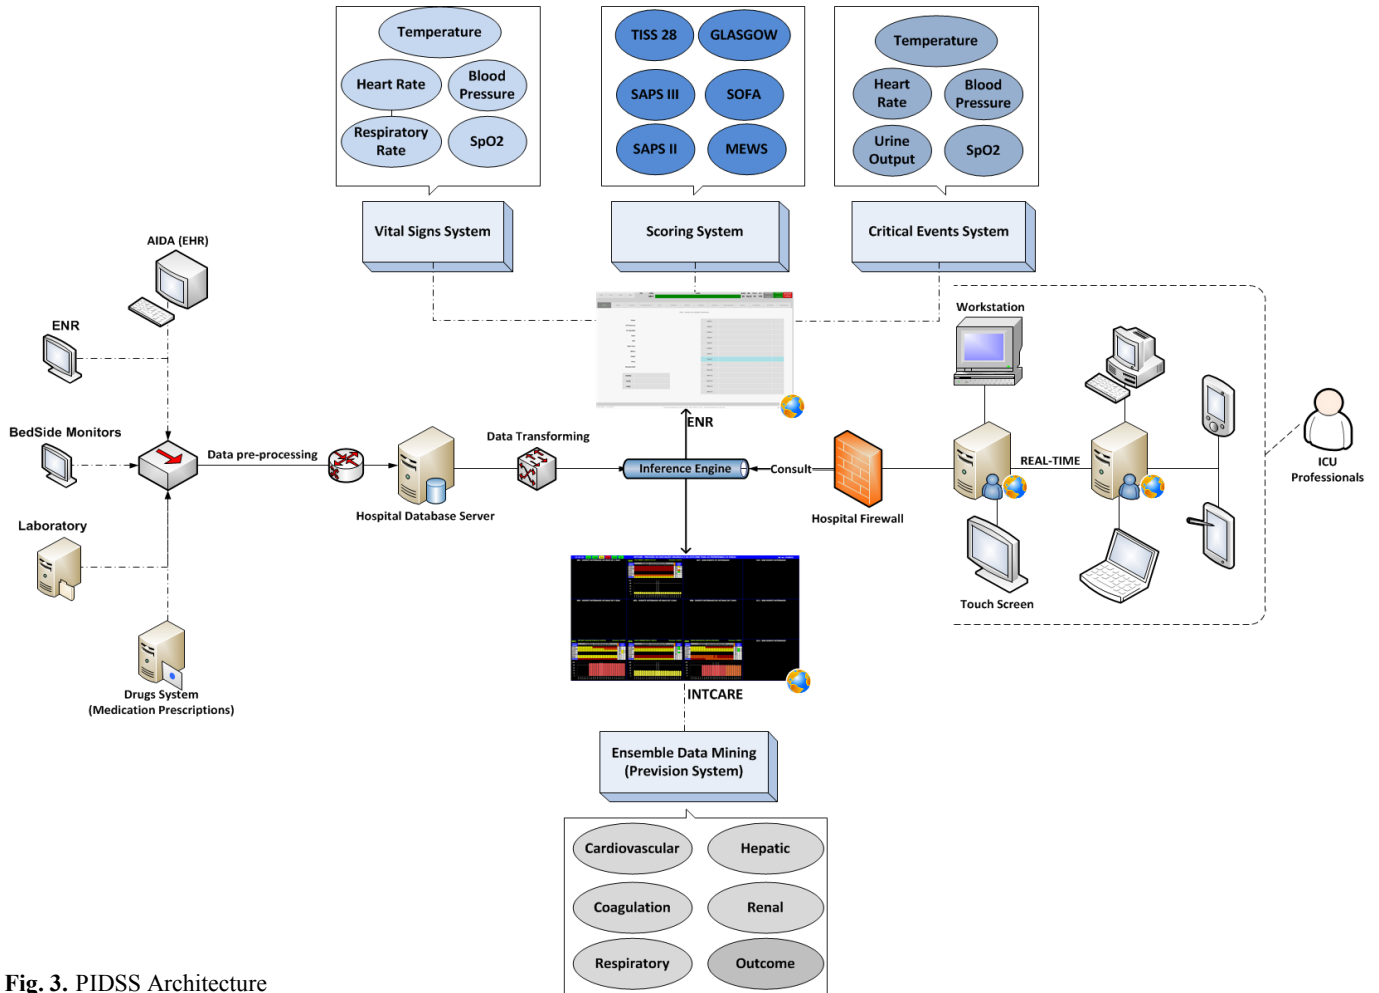 Temperature
Heart Rate
Blood
Pressure
Respiratory
Rate
SpO2
Vital Signs System
TISS 28
GLASGOW
SAPS III
SOFA
SAPS II
MEWS
Scoring System
Temperature
Heart
Rate
Blood
Pressure
Urine
Output
SpO2
Critical Events System
AIDA (EHR)
ENR
BedSide Monitors
Laboratory
Drugs System
(Medication Prescriptions)
Data pre-processing
Hospital Database Server
Data Transforming
ENR
Inference Engine
Consult
Hospital Firewall
Workstation
REAL-TIME
Touch Screen
ICU
Professionals
INTCARE
Ensemble Data Mining
(Prevision System)
Cardiovascular
Hepatic
Coagulation
Renal
Respiratory
Outcome
Fig. 3. PIDSS Architecture